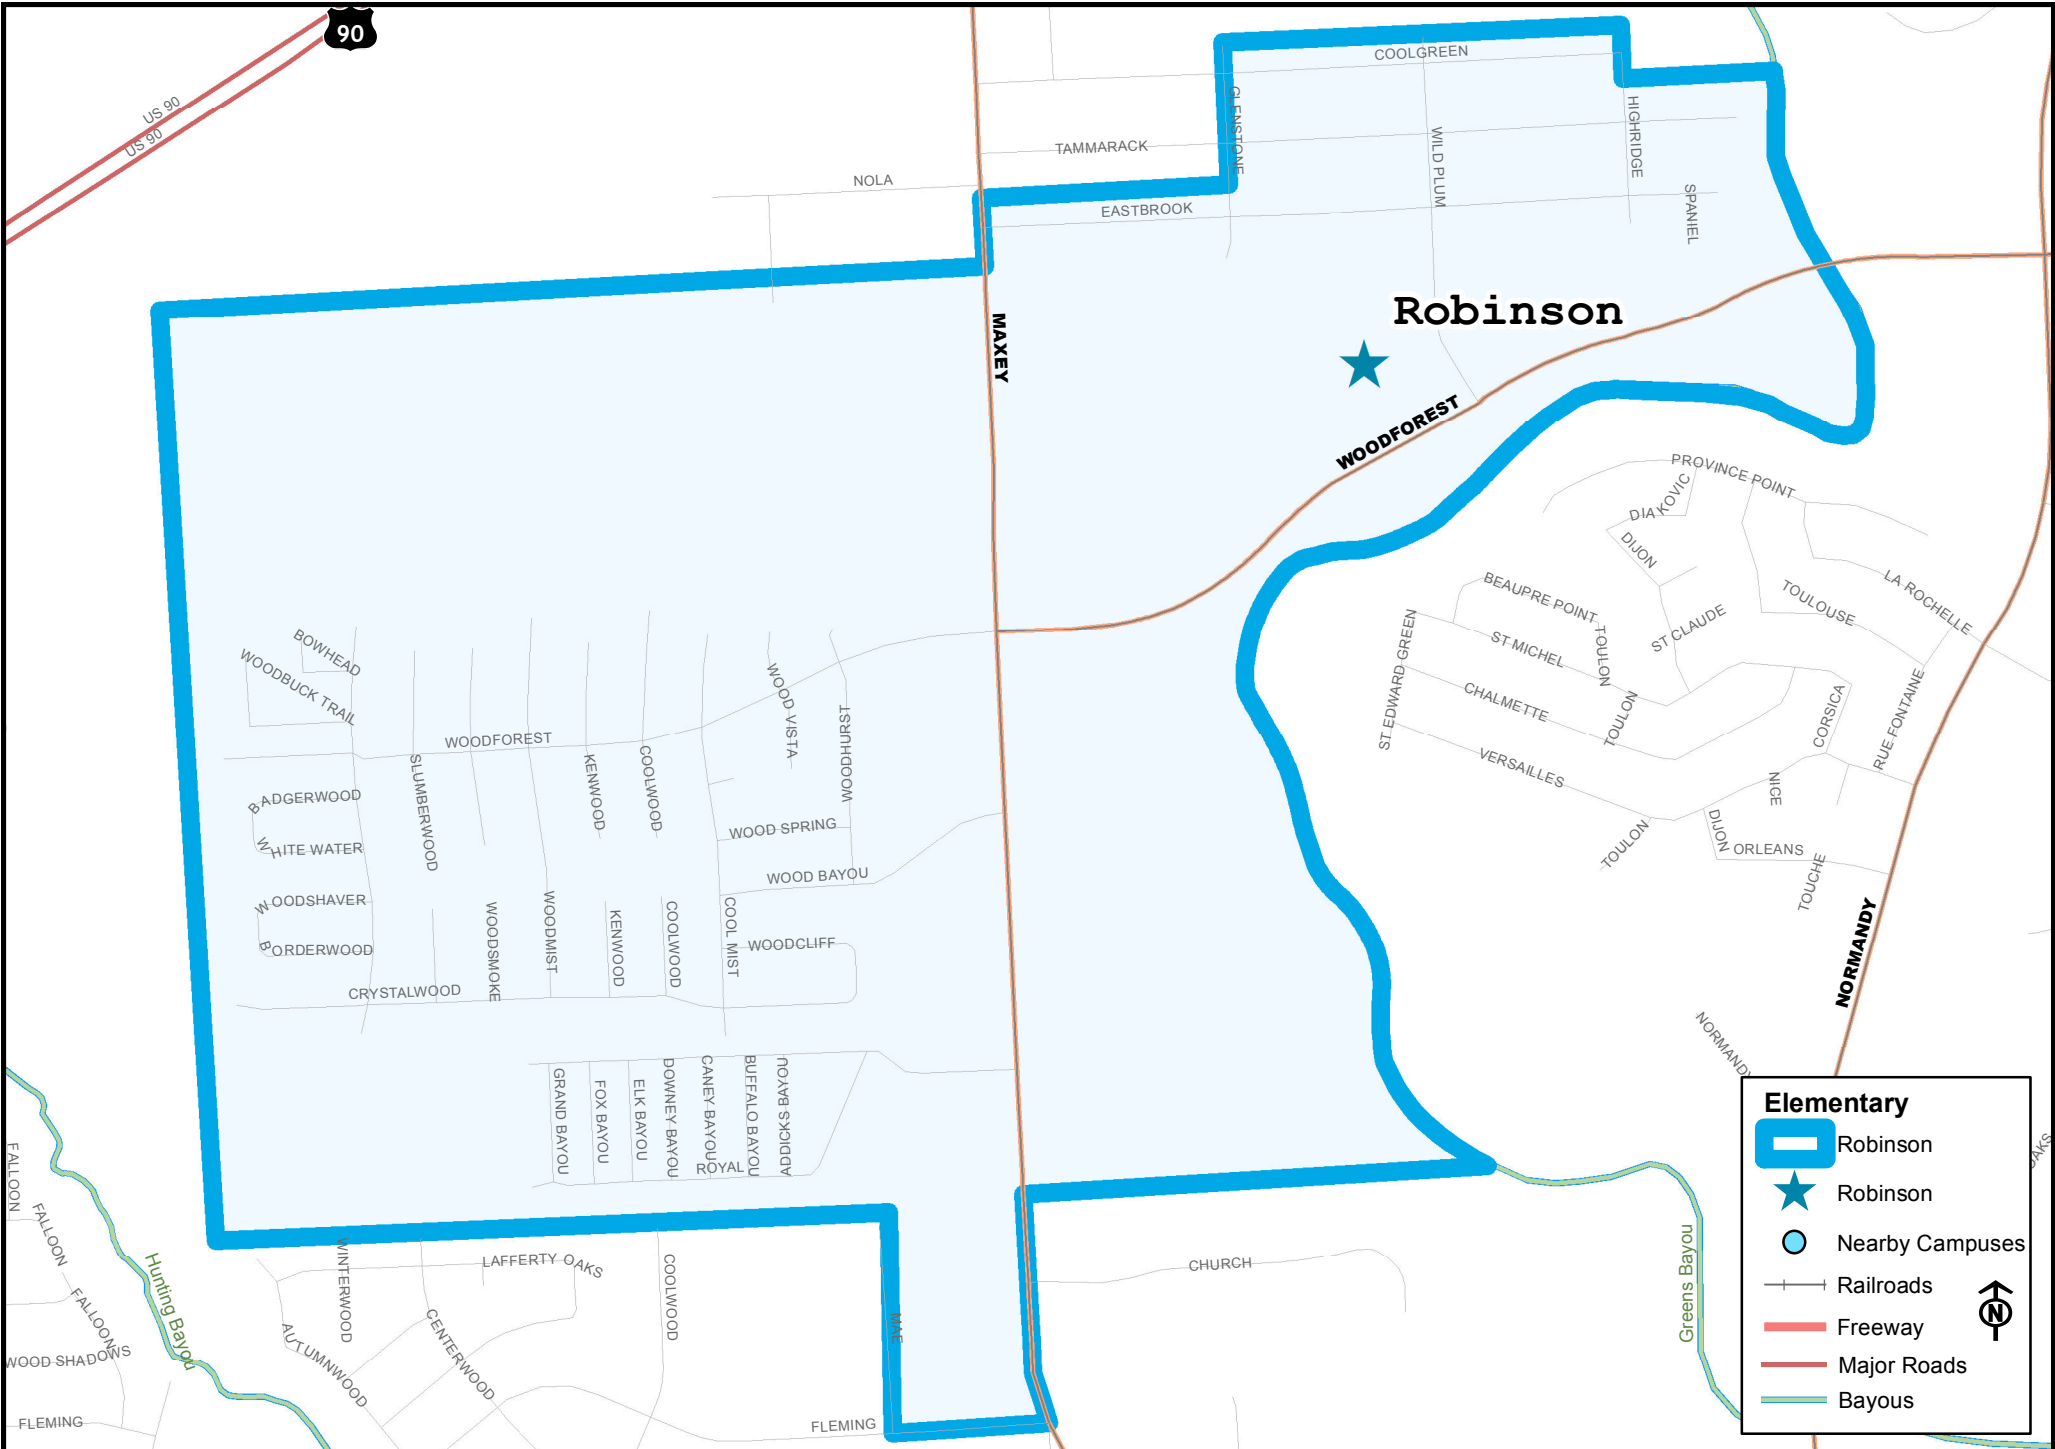 90
US 90
US 90
COOLGREEN
GLENSTONE
HIGHRIDGE
TAMMARACK
WILD PLUM
NOLA
EASTBROOK
SPANIEL
Robinson
MAXEY
WOODFOREST
PROVINCE POINT
DIA KOVIC
DIJON
BEAUPRE POINT
LA ROCHELLE
TOULOUSE
ST CLAUDE
TOULON
ST MICHEL
ST EDWARD GREEN
CHALMETTE
TOULON
CORSICA
RUE FONTAINE
VERSAILLES
NICE
DIJON
ORLEANS
TOULON
TOUCHE
NORMANDY
NORMANDY
BOWHEAD
WOODBUCK TRAIL
WOOD VISTA
WOODHURST
WOODFOREST
SLUMBERWOOD
KENWOOD
COOLWOOD
BADGERWOOD
WHITE WATER
WOOD SPRING
WOOD BAYOU
WOODSHAVER
BORDERWOOD
WOODSMOKE
WOODMIST
KENWOOD
COOLWOOD
COOL MIST
WOODCLIFF
CRYSTALWOOD
GRAND BAYOU
FOX BAYOU
ELK BAYOU
DOWNEY BAYOU
CANEY BAYOU
BUFFALO BAYOU
ADDICKS BAYOU
ROYAL
FALLOON
FALLOON
FALLOON
Hunting Bayou
WOOD SHADOWS
FLEMING
WINTERWOOD
LAFFERTY OAKS
COOLWOOD
AUTUMNWOOD
CENTERWOOD
MAE
FLEMING
CHURCH
Greens Bayou
OAKS
Elementary
Robinson
Robinson
Nearby Campuses
Railroads
N
Freeway
Major Roads
Bayous